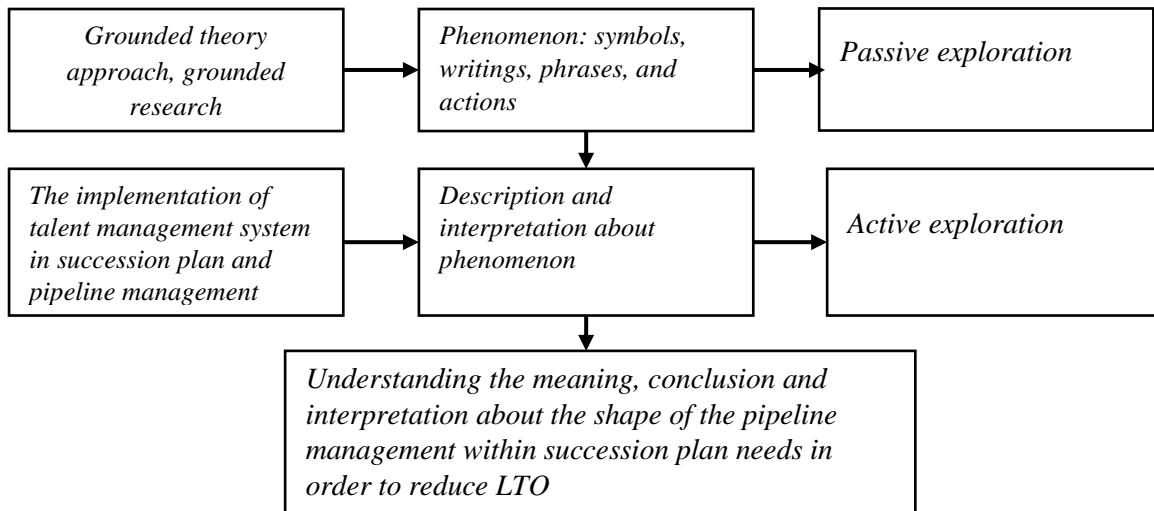 Grounded theory
approach, grounded
research
Phenomenon: symbols,
writings, phrases, and
actions
Passive exploration
The implementation of
talent management system
in succession plan and
pipeline management
Description and
interpretation about
phenomenon
Active exploration
Understanding the meaning, conclusion and
interpretation about the shape of the pipeline
management within succession plan needs in
order to reduce LTO